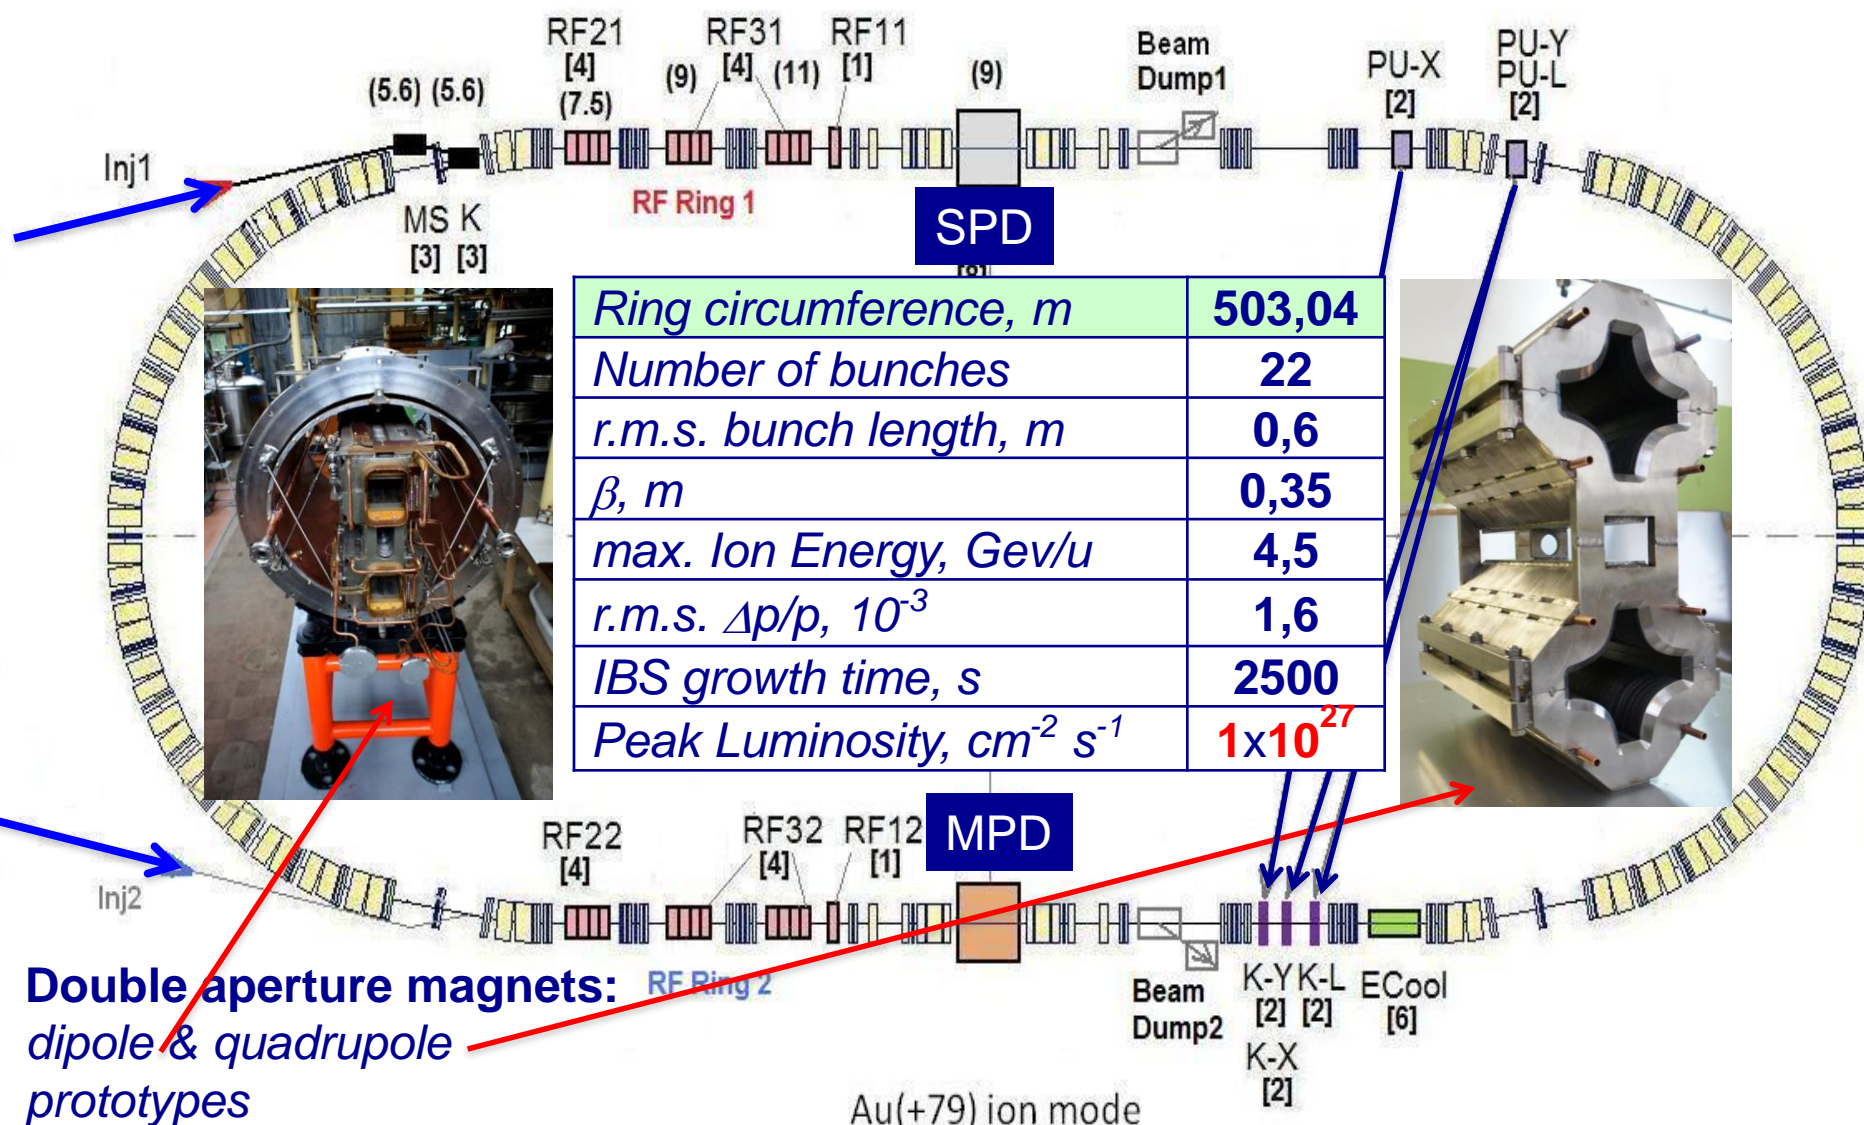 RF21 RF31 RF11
[4] [4] [1]
(5.6) (5.6) (7.5) (9) (11) (9)
Beam
Dump1
PU-X
[2]
PU-Y
PU-L
[2]
Inj1
MS K
[3] [3]
RF Ring 1
SPD
Ring circumference, m 503,04
Number of bunches 22
r.m.s. bunch length, m 0,6
β, m 0,35
max. Ion Energy, Gev/u 4,5
r.m.s. Δp/p, 10⁻³ 1,6
IBS growth time, s 2500
Peak Luminosity, cm⁻² s⁻¹ 1x10²⁷
MPD
RF22 RF32 RF12
[4] [4] [1]
Inj2
RF Ring 2
Double aperture magnets:
dipole & quadrupole
prototypes
Beam
Dump2
K-Y K-L ECool
[2] [2] [6]
K-X
[2]
Au(+79) ion mode